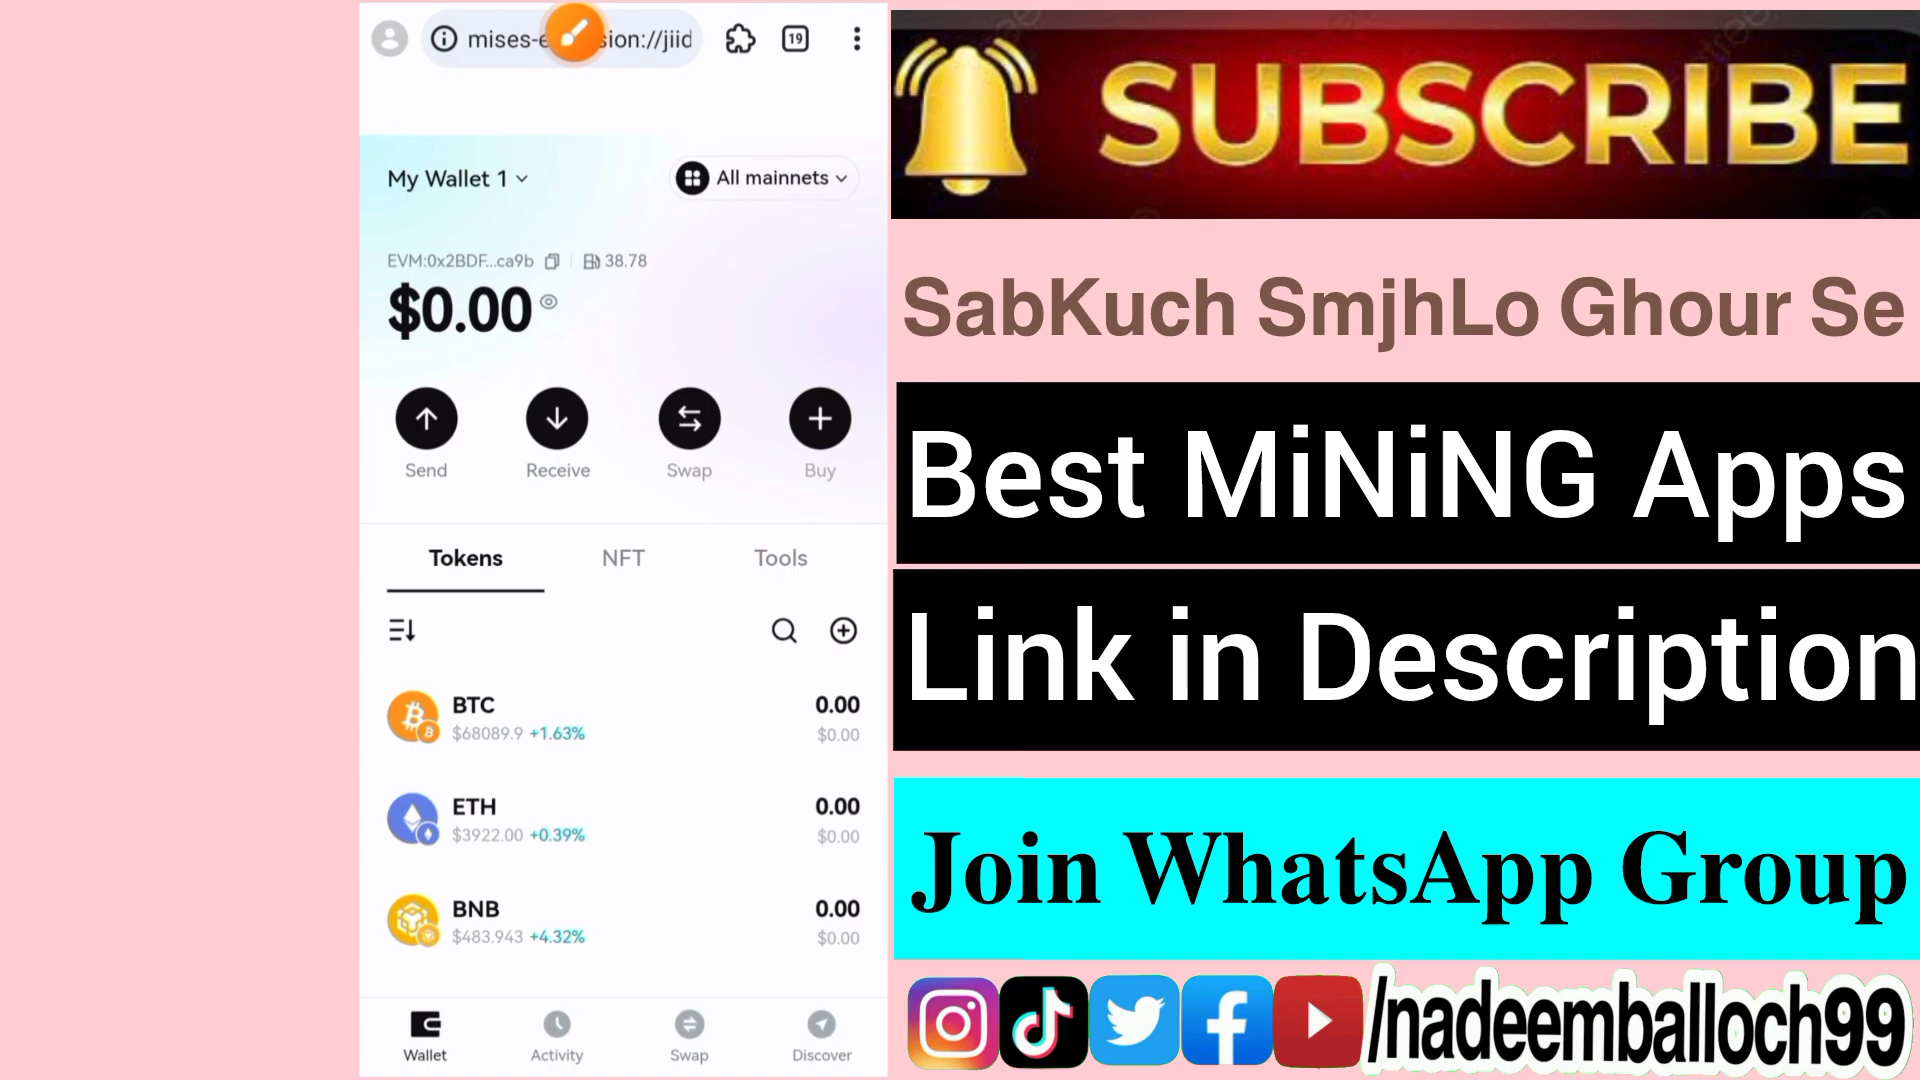 mises-e sion://jiid
19
My Wallet 1
All mainnets
EVM:0x2BDF...ca9b
38.78
$0.00
Send
Receive
Swap
Buy
Tokens
NFT
Tools
BTC
0.00
$68089.9 +1.63%
$0.00
ETH
0.00
$3922.00 +0.39%
$0.00
BNB
0.00
$483.943 +4.32%
$0.00
Wallet
Activity
Swap
Discover
SUBSCRIBE
SabKuch SmjhLo Ghour Se
Best MiNiNG Apps
Link in Description
Join WhatsApp Group
/nadeemballoch99